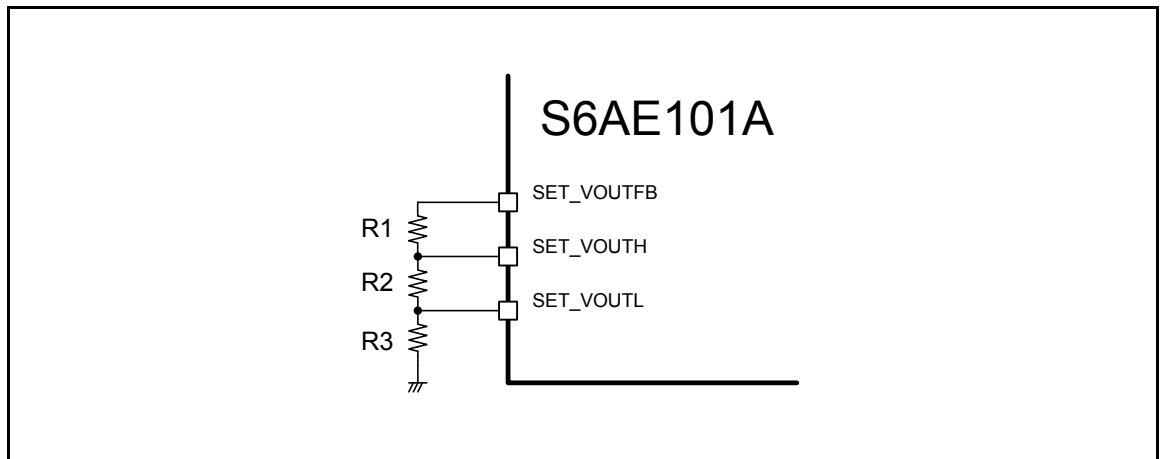 S6AE101A
SET_VOUTFB
R1
SET_VOUTH
R2
SET_VOUTL
R3